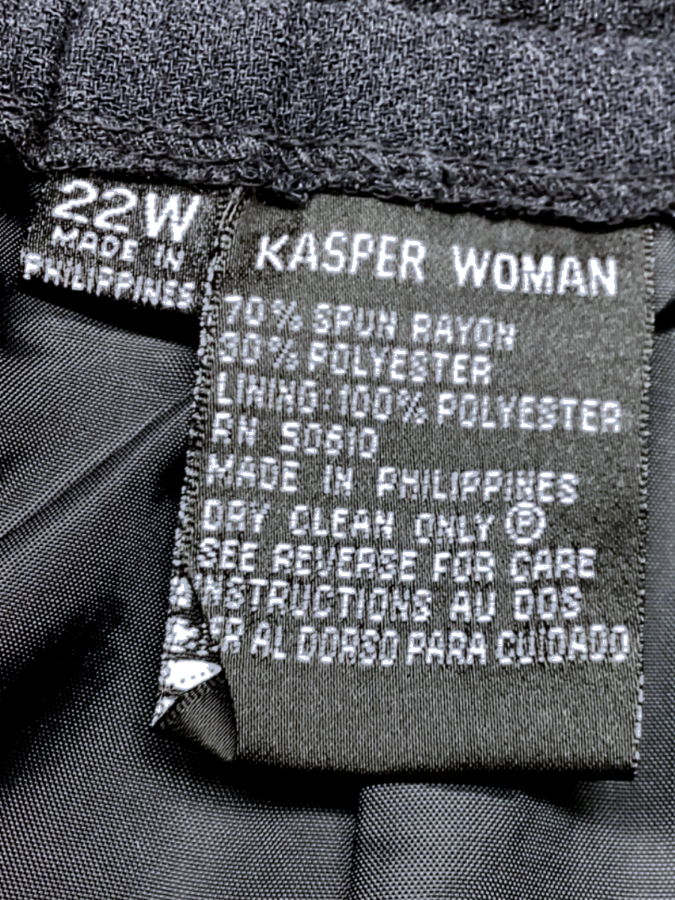 22W
MADE IN
PHILIPPINES
KASPER WOMAN
70% SPUN RAYON
30% POLYESTER
LINING:100% POLYESTER
RN 50610
MADE IN PHILIPPINES
DRY CLEAN ONLY Ⓟ
SEE REVERSE FOR CARE
INSTRUCTIONS AU DOS
AL DORSO PARA CUIDADO